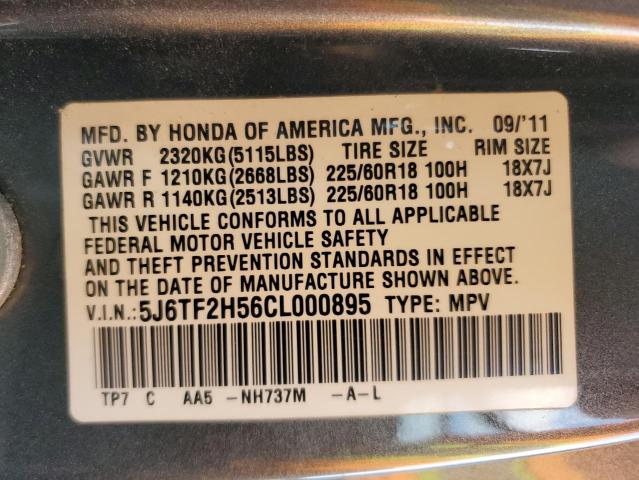 MFD. BY HONDA OF AMERICA MFG., INC. 09/'11
GVWR 2320KG(5115LBS) TIRE SIZE RIM SIZE
GAWR F 1210KG(2668LBS) 225/60R18 100H 18X7J
GAWR R 1140KG(2513LBS) 225/60R18 100H 18X7J
THIS VEHICLE CONFORMS TO ALL APPLICABLE
FEDERAL MOTOR VEHICLE SAFETY
AND THEFT PREVENTION STANDARDS IN EFFECT
ON THE DATE OF MANUFACTURE SHOWN ABOVE.
V.I.N.:5J6TF2H56CL000895 TYPE: MPV
TP7 C AA5 -NH737M -A-L